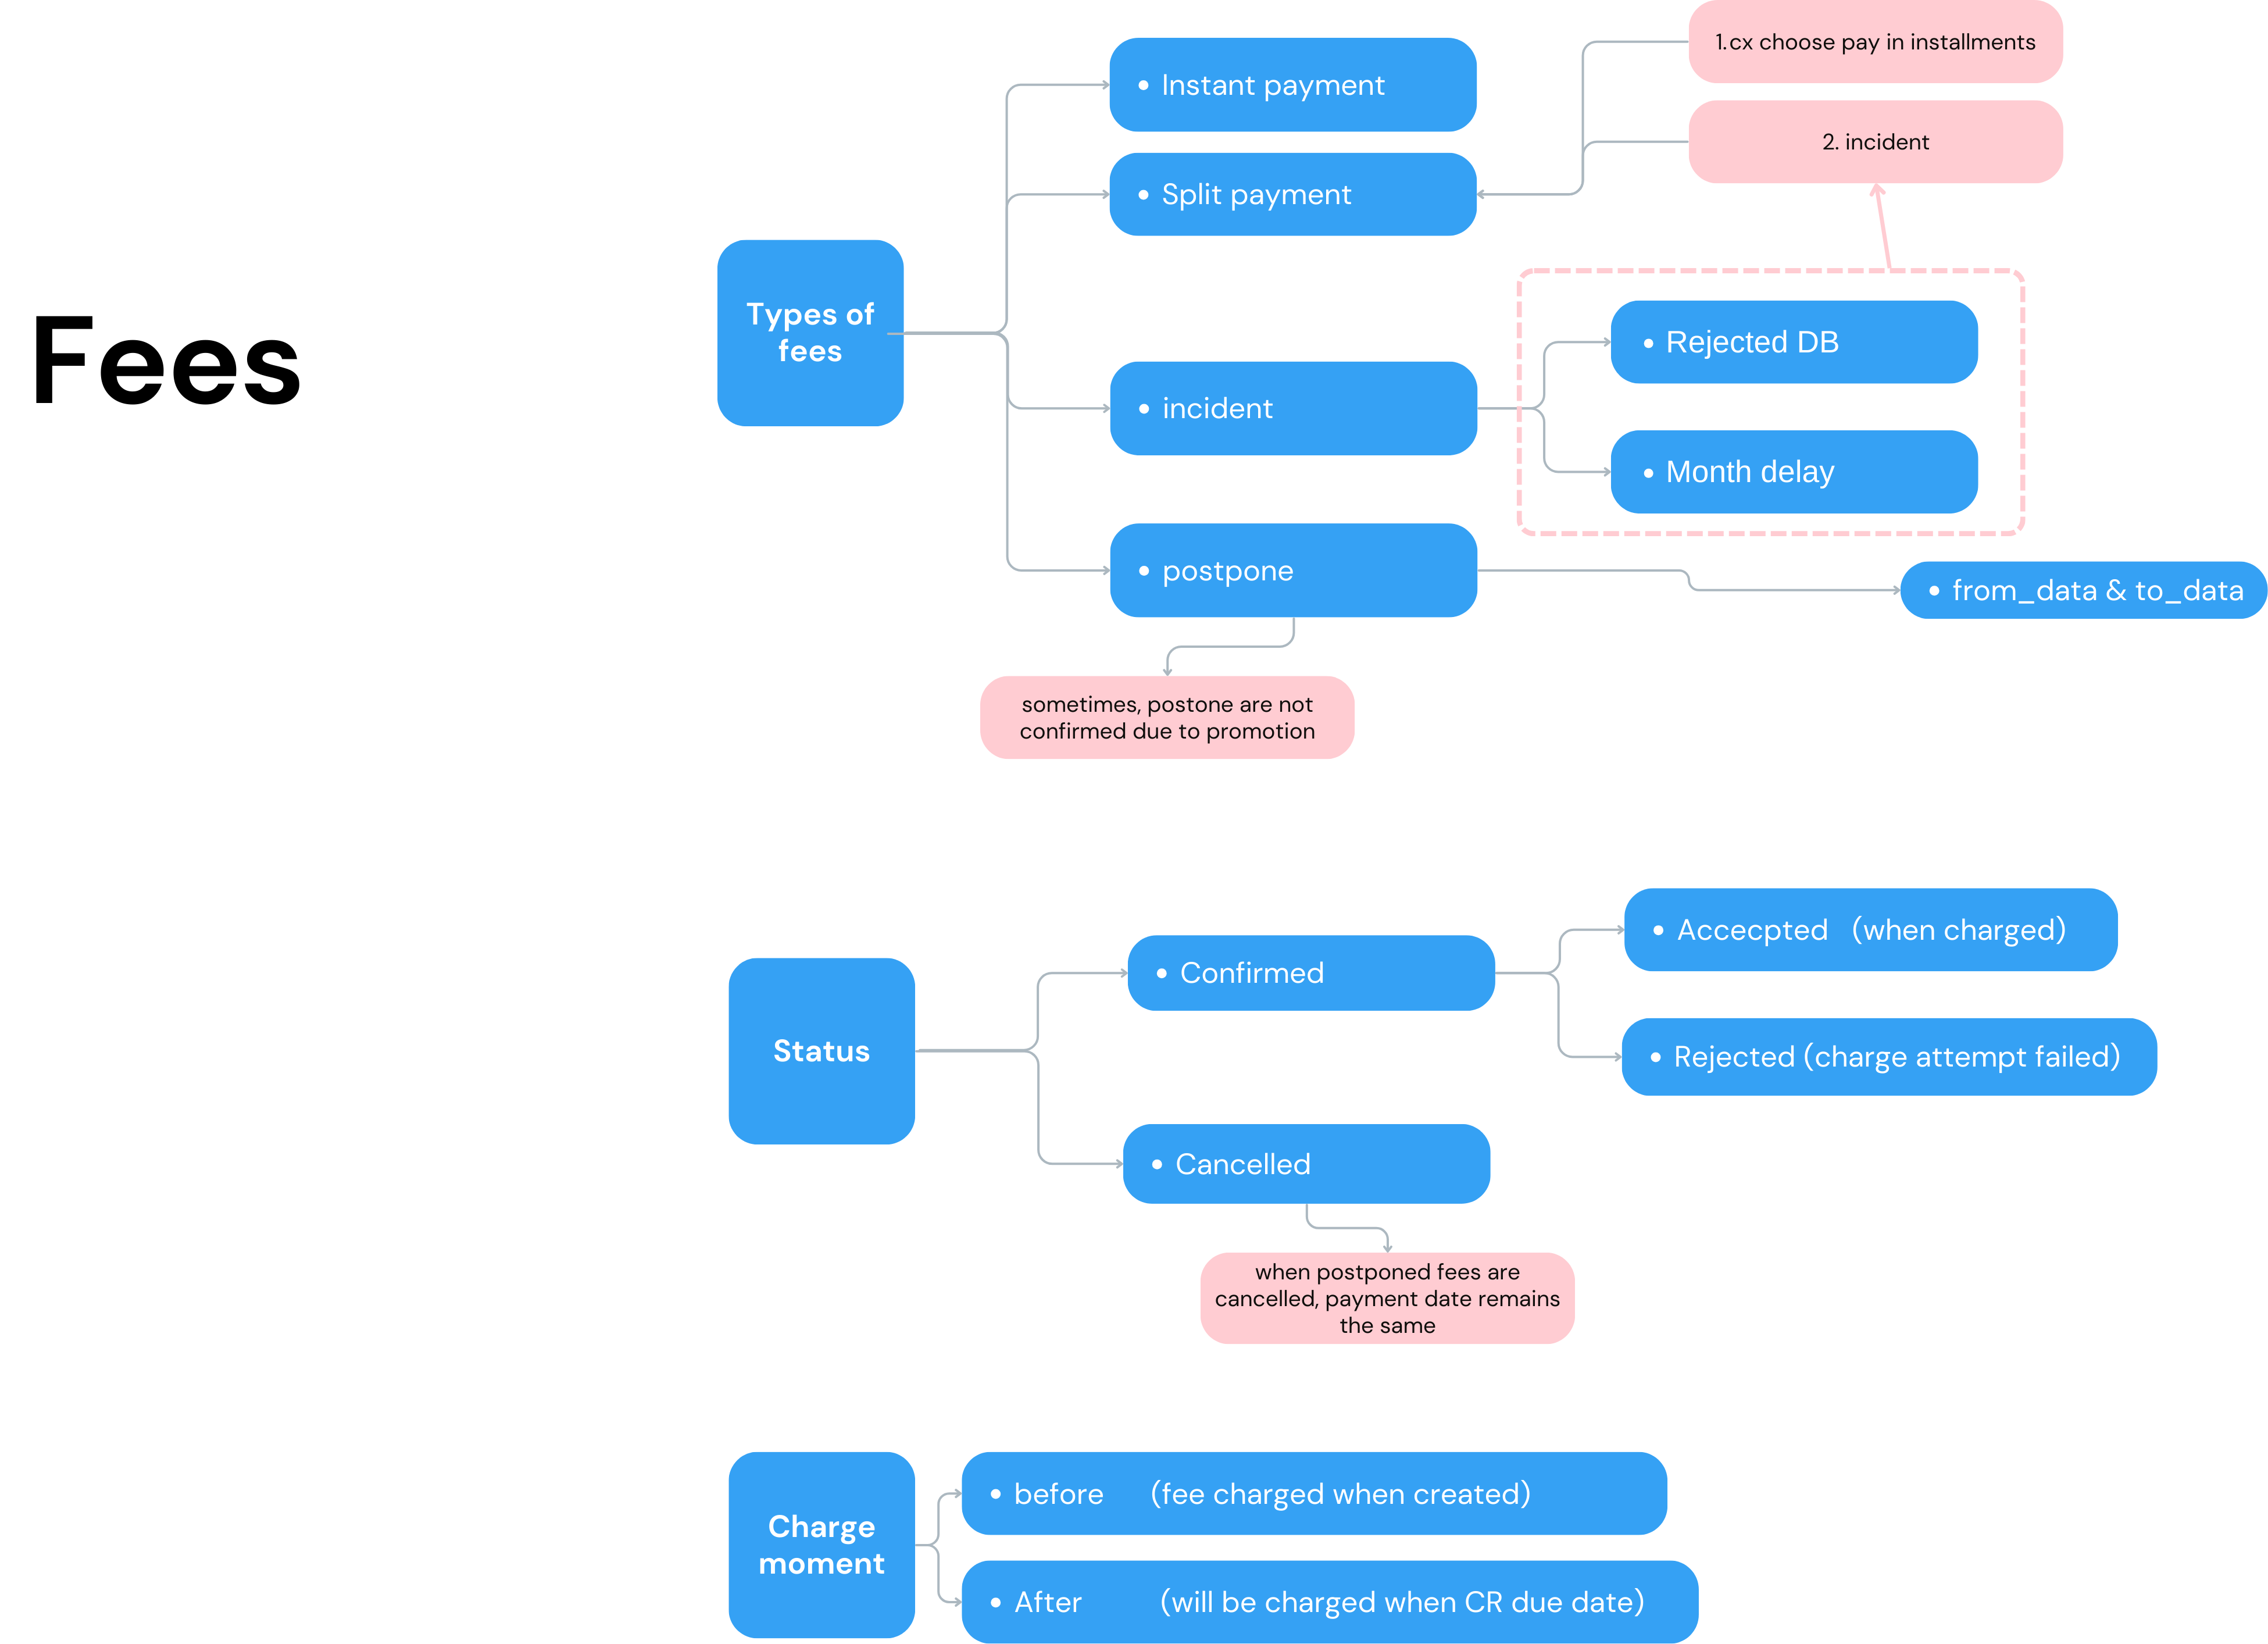 Fees
Types of
fees
• Instant payment
• Split payment
1. cx choose pay in installments
2. incident
• incident
• Rejected DB
• Month delay
• postpone
• from_data & to_data
sometimes, postone are not
confirmed due to promotion
Status
• Confirmed
• Accecpted (when charged)
• Rejected (charge attempt failed)
• Cancelled
when postponed fees are
cancelled, payment date remains
the same
Charge
moment
• before (fee charged when created)
• After (will be charged when CR due date)